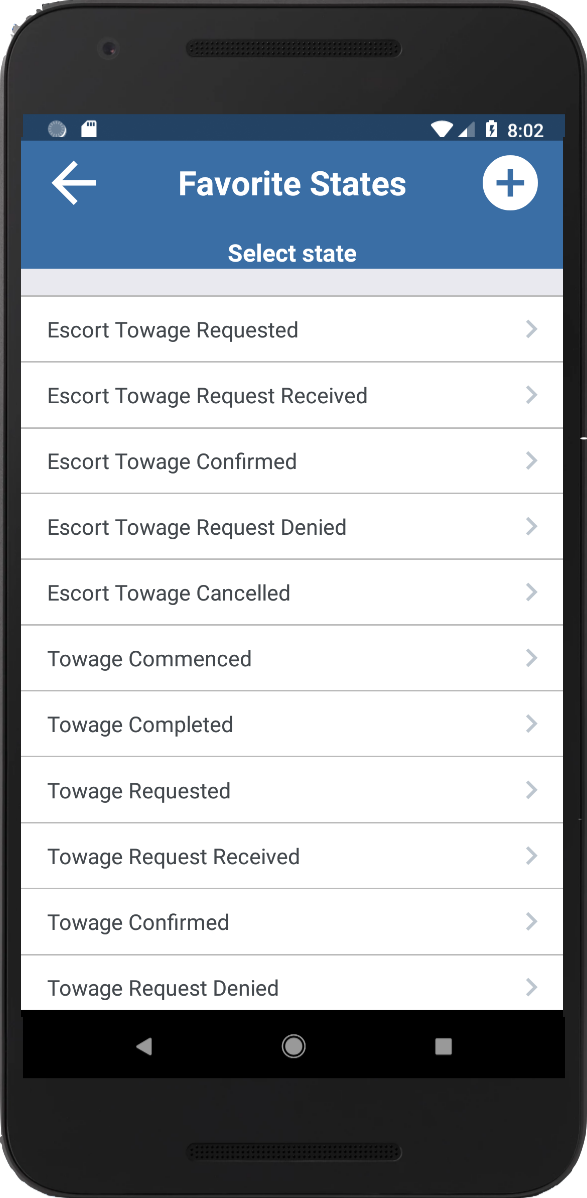 8:02
Favorite States
Select state
Escort Towage Requested
Escort Towage Request Received
Escort Towage Confirmed
Escort Towage Request Denied
Escort Towage Cancelled
Towage Commenced
Towage Completed
Towage Requested
Towage Request Received
Towage Confirmed
Towage Request Denied